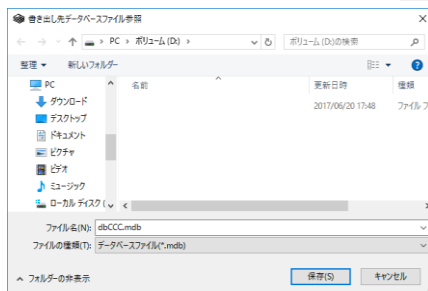 書き出し先データベースファイル参照
PC > ボリューム (D:) >
ボリューム (D:)の検索
整理 新しいフォルダー
名前 更新日時 種類
PC
ダウンロード
2017/06/20 17:48 ファイル フ
デスクトップ
ドキュメント
ピクチャ
ビデオ
ミュージック
ローカル ディスク (
ファイル名(N): dbCCC.mdb
ファイルの種類(T): データベースファイル(*.mdb)
フォルダーの非表示
保存(S) キャンセル